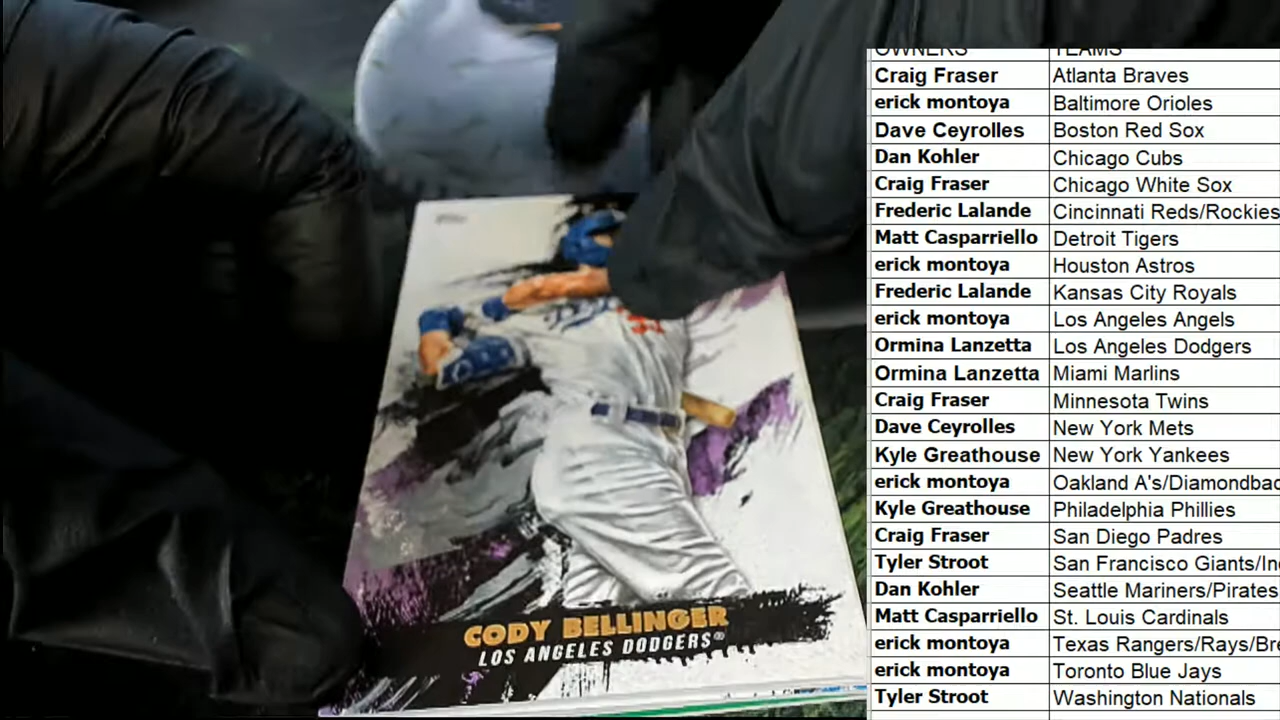 OWNERS TEAMS
Craig Fraser Atlanta Braves
erick montoya Baltimore Orioles
Dave Ceyrolles Boston Red Sox
Dan Kohler Chicago Cubs
Craig Fraser Chicago White Sox
Frederic Lalande Cincinnati Reds/Rockies
Matt Casparriello Detroit Tigers
erick montoya Houston Astros
Frederic Lalande Kansas City Royals
erick montoya Los Angeles Angels
Ormina Lanzetta Los Angeles Dodgers
Ormina Lanzetta Miami Marlins
Craig Fraser Minnesota Twins
Dave Ceyrolles New York Mets
Kyle Greathouse New York Yankees
erick montoya Oakland A's/Diamondbac
Kyle Greathouse Philadelphia Phillies
Craig Fraser San Diego Padres
Tyler Stroot San Francisco Giants/In
Dan Kohler Seattle Mariners/Pirates
Matt Casparriello St. Louis Cardinals
erick montoya Texas Rangers/Rays/Bre
erick montoya Toronto Blue Jays
Tyler Stroot Washington Nationals
CODY BELLINGER
LOS ANGELES DODGERS®